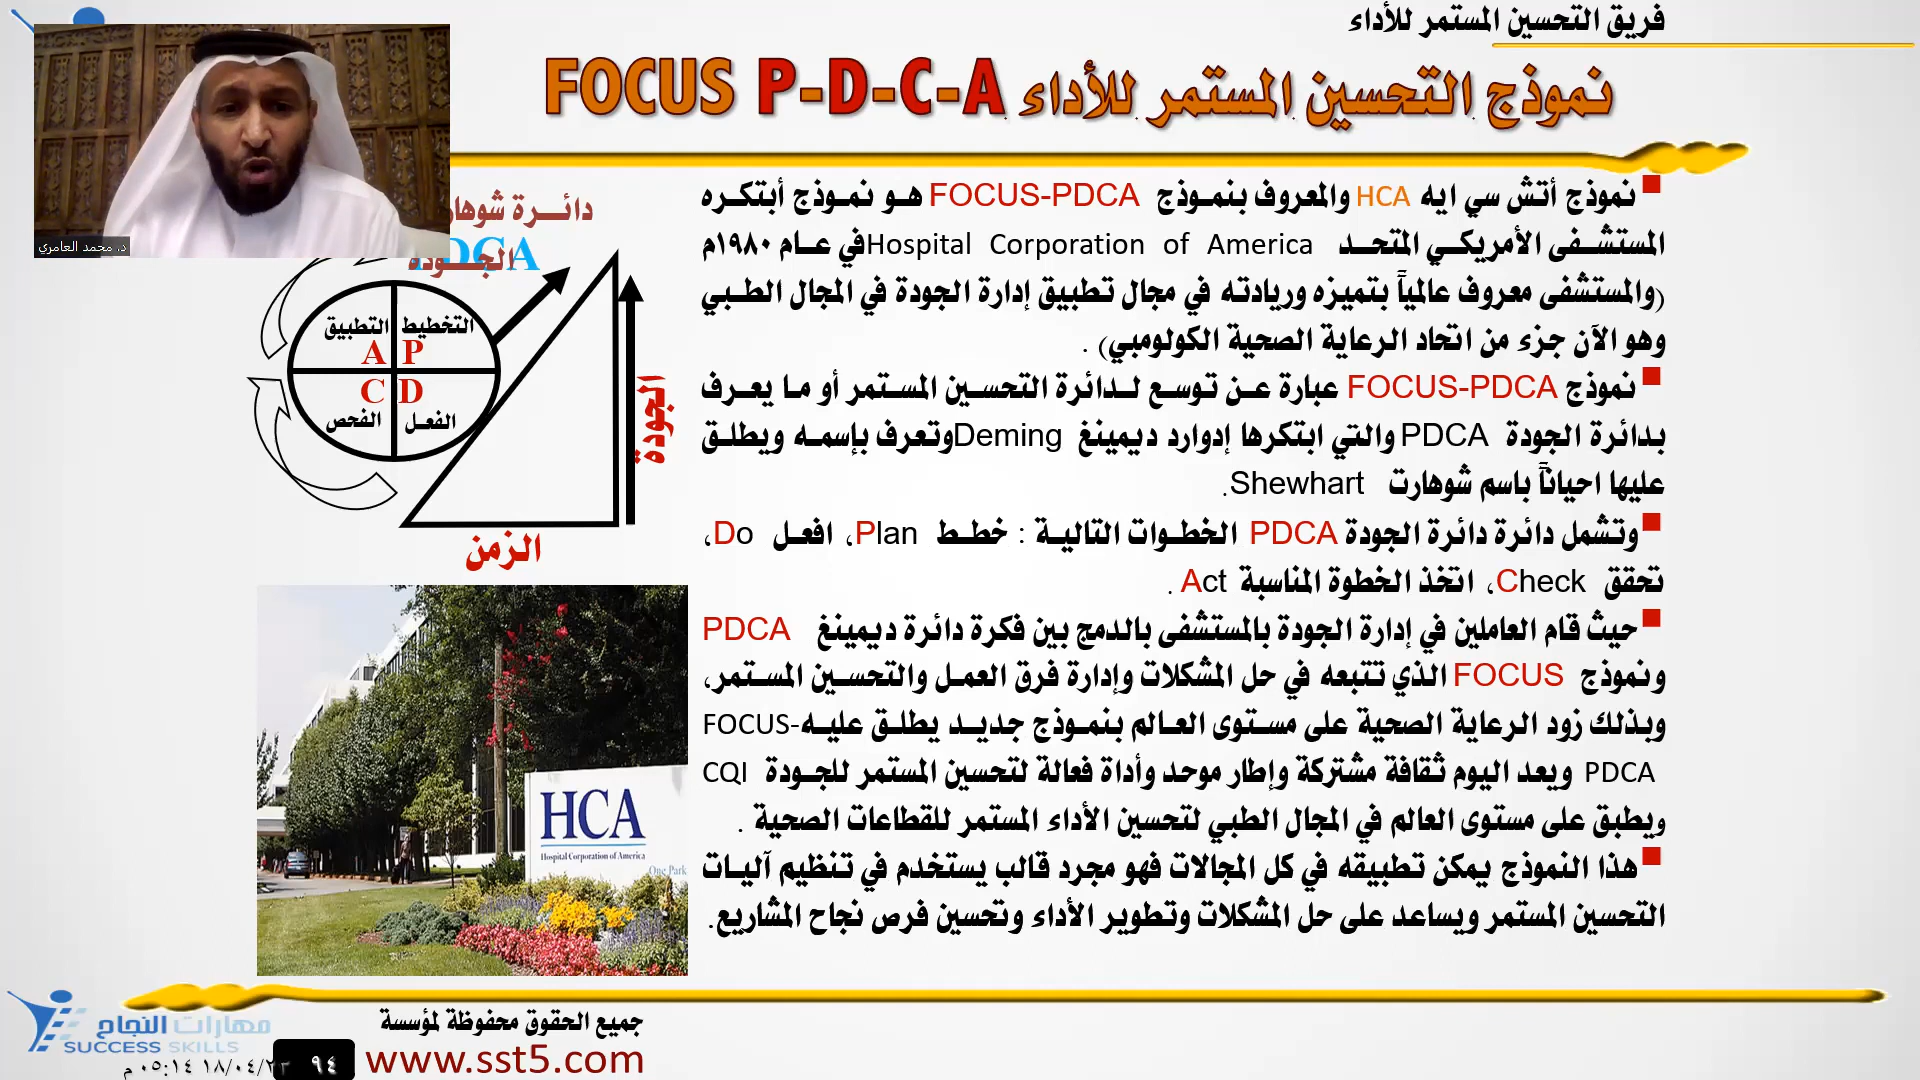 فريق التحسين المستمر للأداء
نموذج التحسين المستمر للأداء FOCUS P-D-C-A
نموذج أتش سي ايه HCA والمعروف بنموذج FOCUS-PDCA هو نموذج أبتكره
المستشفى الأمريكي المتحد Hospital Corporation of America في عام ١٩٨٠م
(والمستشفى معروف عالمياً بتميزه وريادته في مجال تطبيق إدارة الجودة في المجال الطبي
وهو الآن جزء من اتحاد الرعاية الصحية الكولومبي) .
نموذج FOCUS-PDCA عبارة عن توسع لدائرة التحسين المستمر أو ما يعرف
بدائرة الجودة PDCA والتي ابتكرها إدوارد ديمينغ Deming وتعرف بإسمه ويطلق
عليها احياناً باسم شوهارت Shewhart.
وتشمل دائرة دائرة الجودة PDCA الخطوات التالية : خطط Plan، افعل Do،
تحقق Check، اتخذ الخطوة المناسبة Act .
حيث قام العاملين في إدارة الجودة بالمستشفى بالدمج بين فكرة دائرة ديمينغ PDCA
ونموذج FOCUS الذي تتبعه في حل المشكلات وإدارة فرق العمل والتحسين المستمر،
وبذلك زود الرعاية الصحية على مستوى العالم بنموذج جديد يطلق عليه FOCUS-
PDCA ويعد اليوم ثقافة مشتركة وإطار موحد وأداة فعالة لتحسين المستمر للجودة CQI
ويطبق على مستوى العالم في المجال الطبي لتحسين الأداء المستمر للقطاعات الصحية .
هذا النموذج يمكن تطبيقه في كل المجالات فهو مجرد قالب يستخدم في تنظيم آليات
التحسين المستمر ويساعد على حل المشكلات وتطوير الأداء وتحسين فرص نجاح المشاريع.
د. محمد العامري
دائرة
الجودة
التخطيط
التطبيق
P
A
D
C
الفعل
الفحص
الجودة
الزمن
HCA
Hospital Corporation of America
One Park
مهارات النجاح
SUCCESS SKILLS
جميع الحقوق محفوظة لمؤسسة
www.sst5.com
٩٤
١٨/٠٤/٢٣ ٠٥:١٤ م